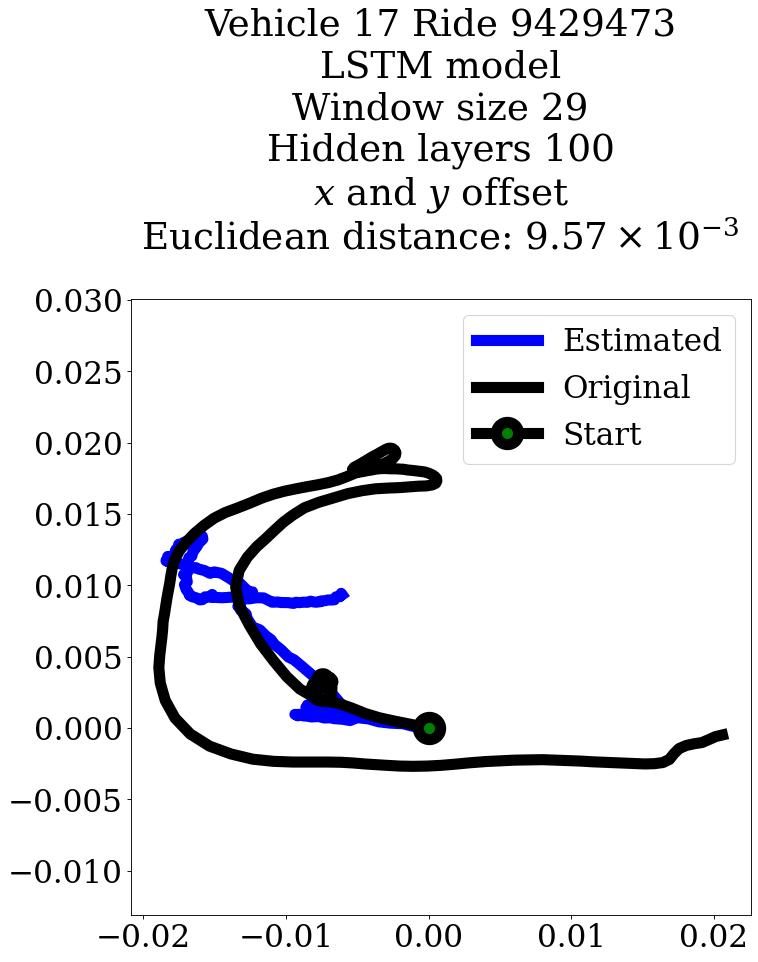 Vehicle 17 Ride 9429473
LSTM model
Window size 29
Hidden layers 100
x and y offset
Euclidean distance: 9.57 × 10⁻³
0.030
0.025
0.020
0.015
0.010
0.005
0.000
−0.005
−0.010
Estimated
Original
Start
−0.02
−0.01
0.00
0.01
0.02